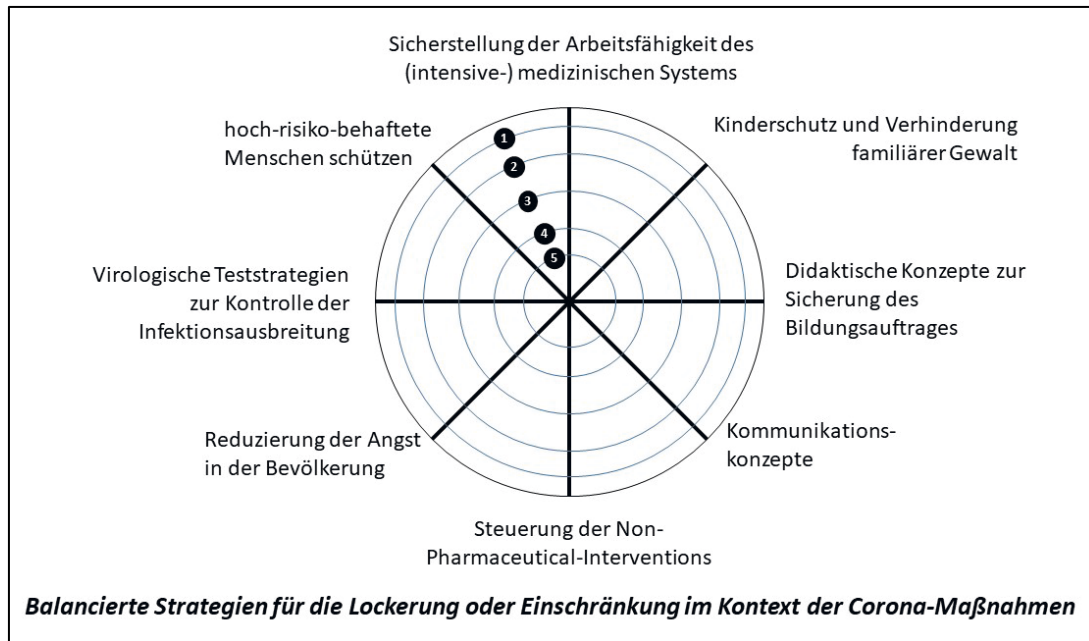 Sicherstellung der Arbeitsfähigkeit des
(intensive-) medizinischen Systems
hoch-risiko-behaftete
Menschen schützen
Kinderschutz und Verhinderung
familiärer Gewalt
1
2
3
4
5
Virologische Teststrategien
zur Kontrolle der
Infektionsausbreitung
Didaktische Konzepte zur
Sicherung des
Bildungsauftrages
Reduzierung der Angst
in der Bevölkerung
Kommunikations-
konzepte
Steuerung der Non-
Pharmaceutical-Interventions
Balancierte Strategien für die Lockerung oder Einschränkung im Kontext der Corona-Maßnahmen